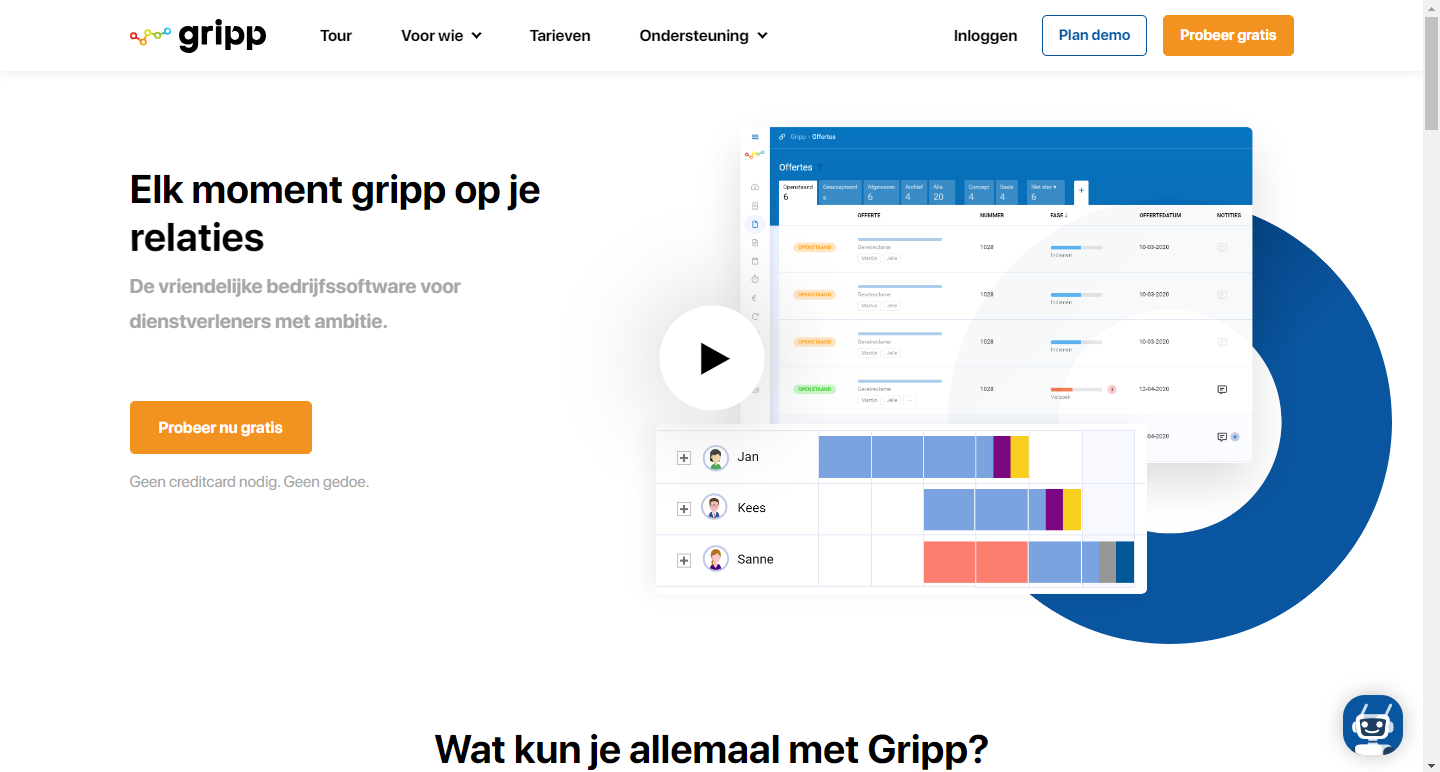 gripp
Tour
Voor wie
Tarieven
Ondersteuning
Inloggen
Plan demo
Probeer gratis
Elk moment gripp op je
relaties
De vriendelijke bedrijfssoftware voor
dienstverleners met ambitie.
Probeer nu gratis
Geen creditcard nodig. Geen gedoe.
Gripp › Offertes
Offertes
Openstaand Geaccepteerd Afgewezen Archief Alle Concept Basis Met ster
6 6 6 4 20 4 4 6
OFFERTE NUMMER FASE ↓ OFFERTEDATUM NOTITIES
OPENSTAAND Gevelreclame 1028 Indienen 10-03-2020
Martijn Jelle
OPENSTAAND Gevelreclame 1028 Indienen 10-03-2020
Martijn Jelle
OPENSTAAND Gevelreclame 1028 Indienen 10-03-2020
Martijn Jelle
OPENSTAAND Gevelreclame 1028 Verzoek 12-04-2020
Martijn Jelle ...
04-2020
Jan
Kees
Sanne
Wat kun je allemaal met Gripp?